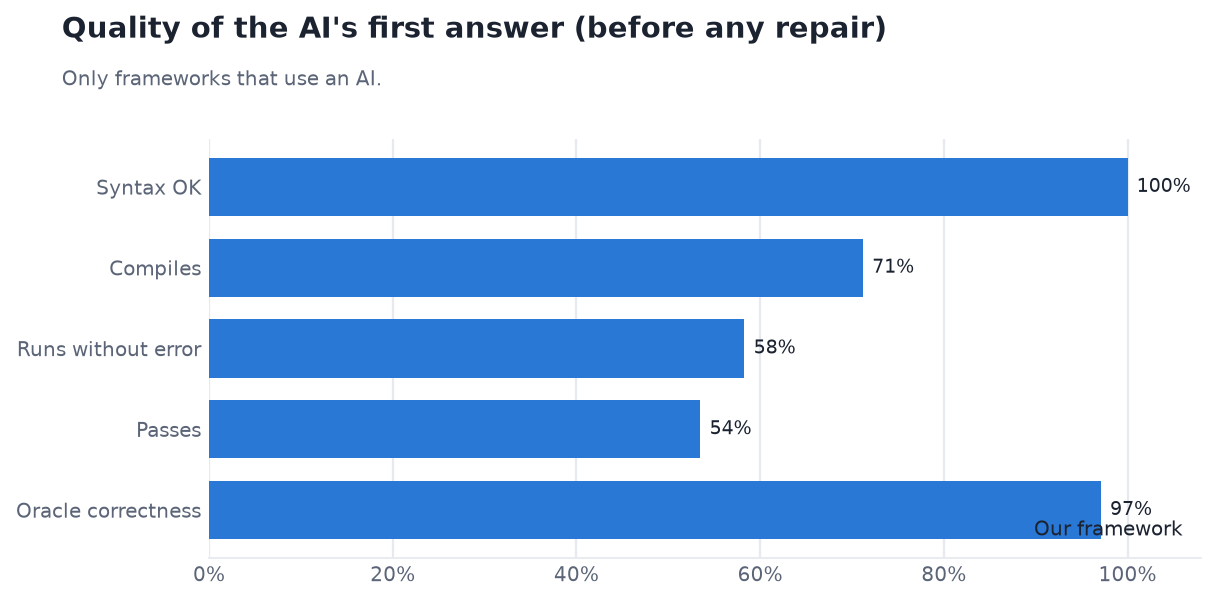 Quality of the AI's first answer (before any repair)
Only frameworks that use an AI.
Syntax OK
100%
Compiles
71%
Runs without error
58%
Passes
54%
Oracle correctness
97%
Our framework
0%
20%
40%
60%
80%
100%